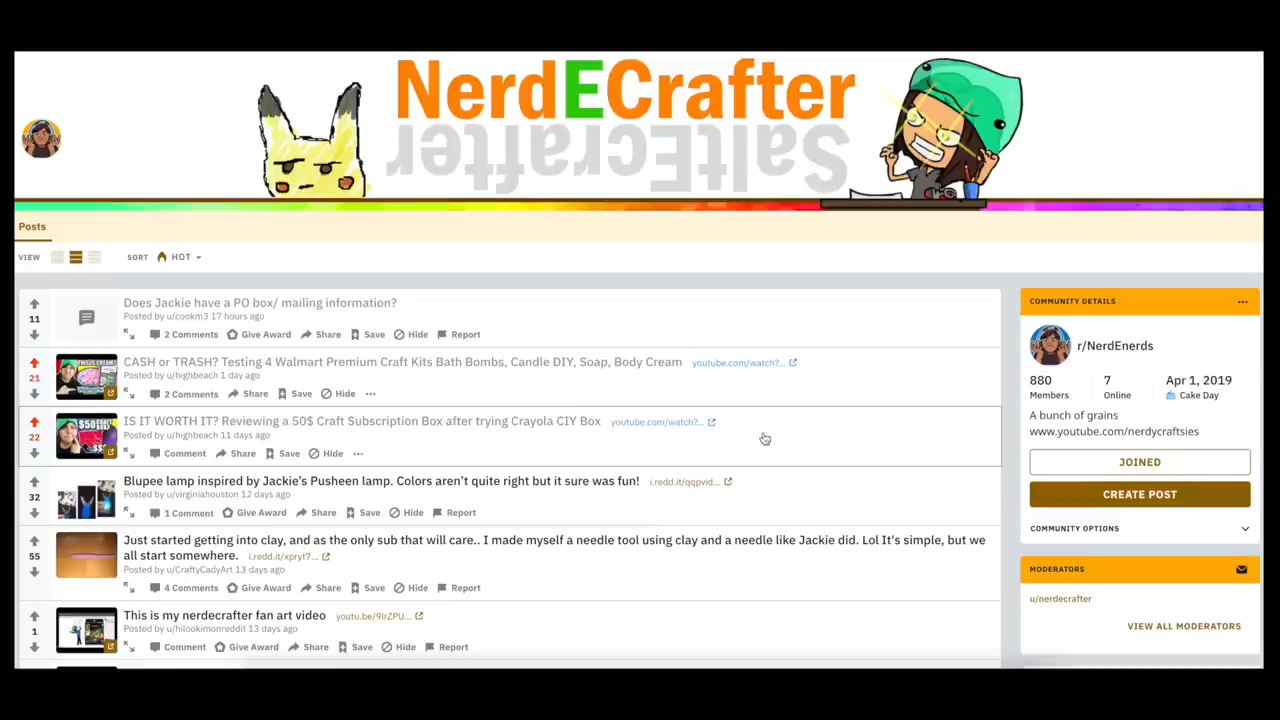 NerdECrafter
SaltEcrafter
Posts
VIEW
SORT HOT
11
Does Jackie have a PO box/ mailing information?
Posted by u/cookm3 17 hours ago
2 Comments Give Award Share Save Hide Report
21
CASH or TRASH? Testing 4 Walmart Premium Craft Kits Bath Bombs, Candle DIY, Soap, Body Cream youtube.com/watch?...
Posted by u/highbeach 1 day ago
2 Comments Share Save Hide
22
IS IT WORTH IT? Reviewing a 50$ Craft Subscription Box after trying Crayola CIY Box youtube.com/watch?...
Posted by u/highbeach 11 days ago
Comment Share Save Hide
32
Blupee lamp inspired by Jackie's Pusheen lamp. Colors aren't quite right but it sure was fun! i.redd.it/qqpvid...
Posted by u/virginiahouston 12 days ago
1 Comment Give Award Share Save Hide Report
55
Just started getting into clay, and as the only sub that will care.. I made myself a needle tool using clay and a needle like Jackie did. Lol It's simple, but we
all start somewhere. i.redd.it/xpryt7...
Posted by u/CraftyCadyArt 13 days ago
4 Comments Give Award Share Save Hide Report
1
This is my nerdecrafter fan art video youtu.be/9IrZPU...
Posted by u/hilookimonreddit 13 days ago
Comment Give Award Share Save Hide Report
COMMUNITY DETAILS
r/NerdEnerds
880 7 Apr 1, 2019
Members Online Cake Day
A bunch of grains
www.youtube.com/nerdycraftsies
JOINED
CREATE POST
COMMUNITY OPTIONS
MODERATORS
u/nerdecrafter
VIEW ALL MODERATORS